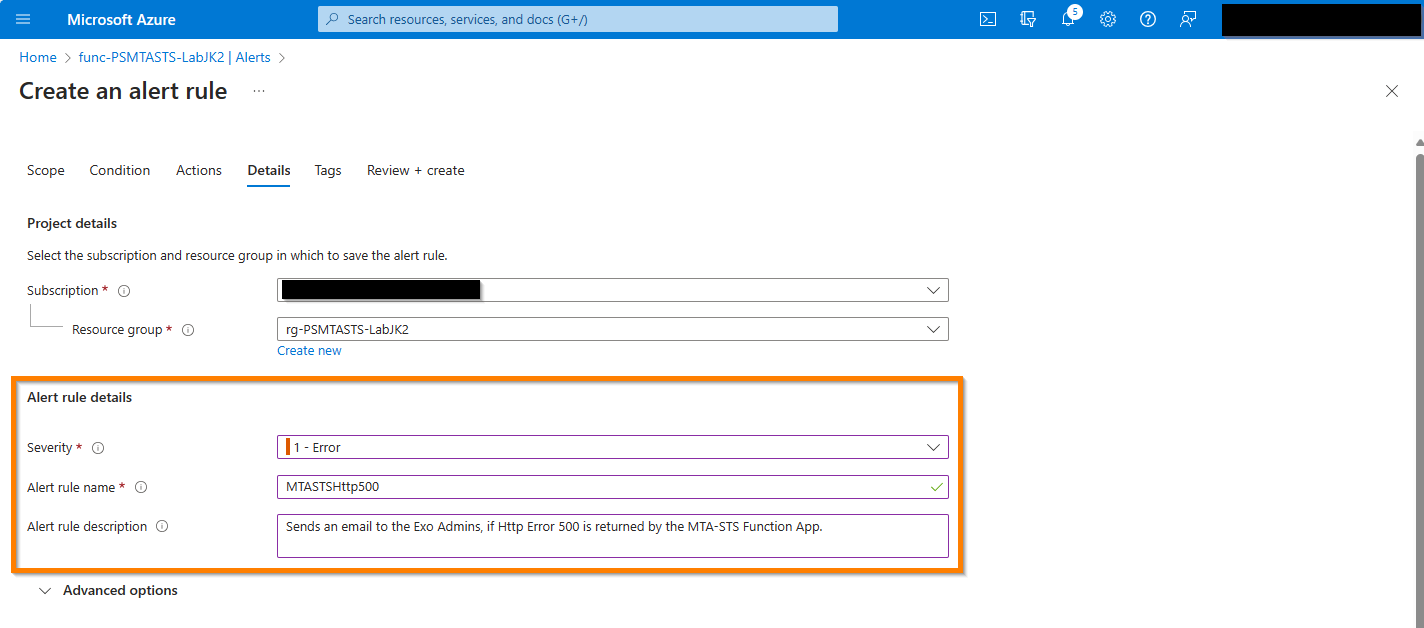 Microsoft Azure
Search resources, services, and docs (G+/)
5
Home > func-PSMTASTS-LabJK2 | Alerts >
Create an alert rule ...
Scope Condition Actions Details Tags Review + create
Project details
Select the subscription and resource group in which to save the alert rule.
Subscription *
Resource group *
rg-PSMTASTS-LabJK2
Create new
Alert rule details
Severity *
1 - Error
Alert rule name *
MTASTSHttp500
Alert rule description
Sends an email to the Exo Admins, if Http Error 500 is returned by the MTA-STS Function App.
Advanced options